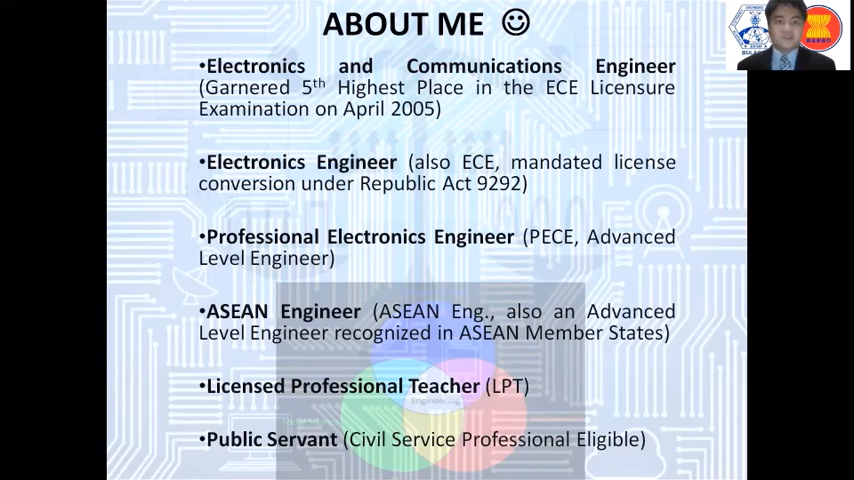 ABOUT ME ☺
•Electronics and Communications Engineer
(Garnered 5th Highest Place in the ECE Licensure
Examination on April 2005)
•Electronics Engineer (also ECE, mandated license
conversion under Republic Act 9292)
•Professional Electronics Engineer (PECE, Advanced
Level Engineer)
•ASEAN Engineer (ASEAN Eng., also an Advanced
Level Engineer recognized in ASEAN Member States)
•Licensed Professional Teacher (LPT)
Engineering
•Public Servant (Civil Service Professional Eligible)